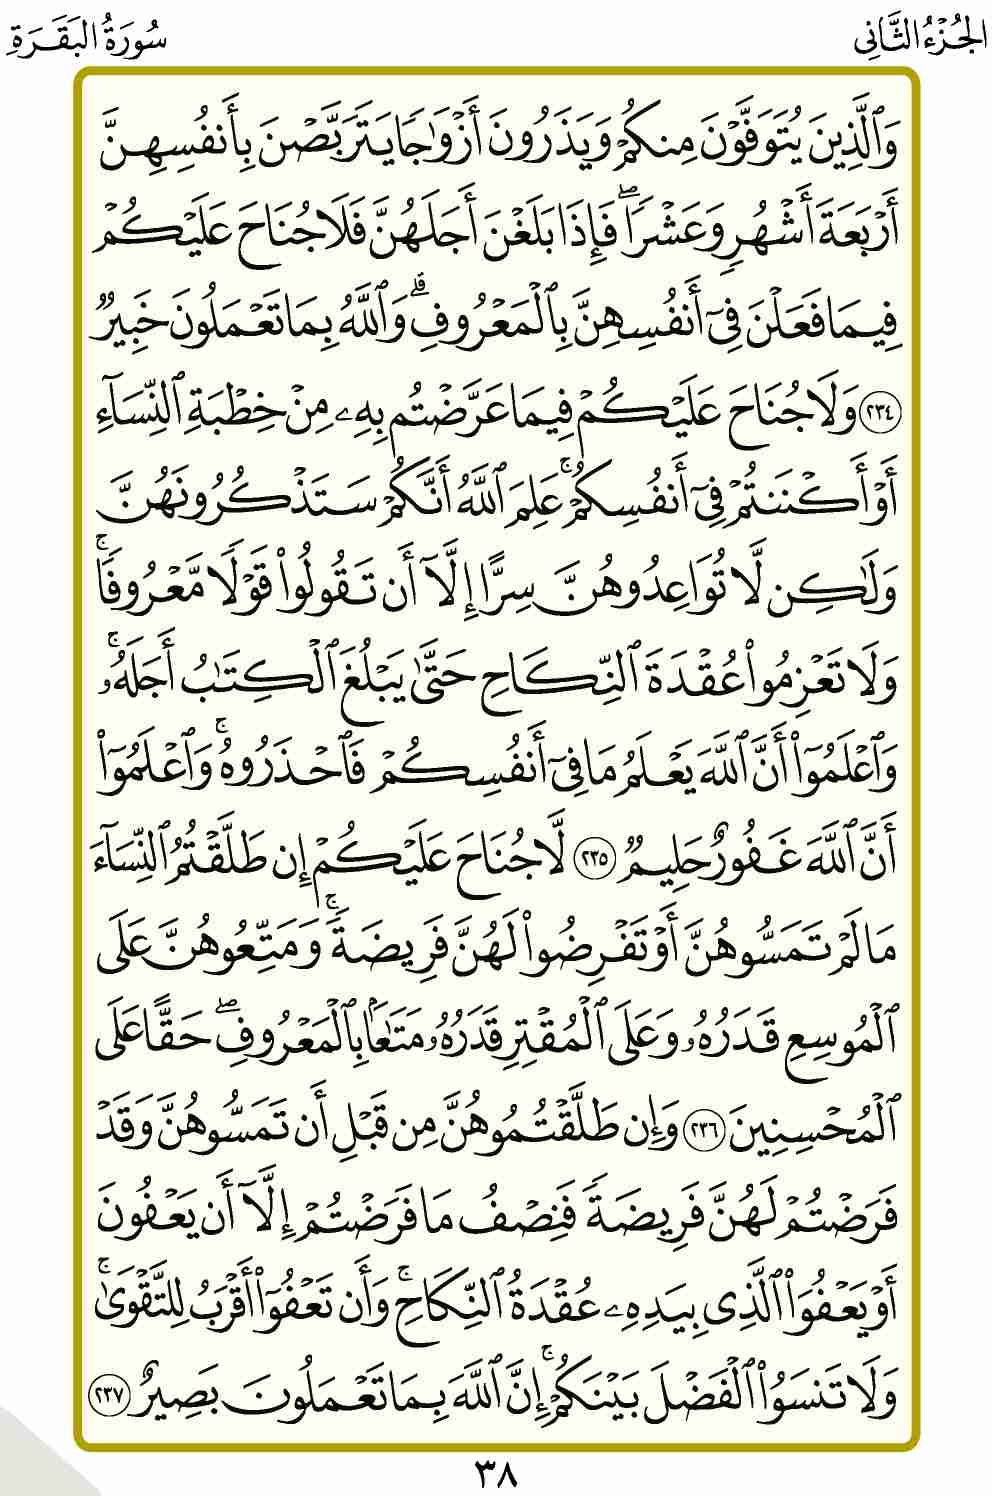 الجُزْءُ الثَّانِي
سُورَةُ البَقَرَةِ
وَٱلَّذِينَ يُتَوَفَّوۡنَ مِنكُمۡ وَيَذَرُونَ أَزۡوَٰجٗا يَتَرَبَّصۡنَ بِأَنفُسِهِنَّ
أَرۡبَعَةَ أَشۡهُرٖ وَعَشۡرٗاۖ فَإِذَا بَلَغۡنَ أَجَلَهُنَّ فَلَا جُنَاحَ عَلَيۡكُمۡ
فِيمَا فَعَلۡنَ فِيٓ أَنفُسِهِنَّ بِٱلۡمَعۡرُوفِۗ وَٱللَّهُ بِمَا تَعۡمَلُونَ خَبِيرٞ
٢٣٤ وَلَا جُنَاحَ عَلَيۡكُمۡ فِيمَا عَرَّضۡتُم بِهِۦ مِنۡ خِطۡبَةِ ٱلنِّسَآءِ
أَوۡ أَكۡنَنتُمۡ فِيٓ أَنفُسِكُمۡۚ عَلِمَ ٱللَّهُ أَنَّكُمۡ سَتَذۡكُرُونَهُنَّ
وَلَٰكِن لَّا تُوَاعِدُوهُنَّ سِرًّا إِلَّآ أَن تَقُولُواْ قَوۡلٗا مَّعۡرُوفٗاۚ
وَلَا تَعۡزِمُواْ عُقۡدَةَ ٱلنِّكَاحِ حَتَّىٰ يَبۡلُغَ ٱلۡكِتَٰبُ أَجَلَهُۥۚ
وَٱعۡلَمُوٓاْ أَنَّ ٱللَّهَ يَعۡلَمُ مَا فِيٓ أَنفُسِكُمۡ فَٱحۡذَرُوهُۚ وَٱعۡلَمُوٓاْ
أَنَّ ٱللَّهَ غَفُورٌ حَلِيمٞ ٢٣٥ لَّا جُنَاحَ عَلَيۡكُمۡ إِن طَلَّقۡتُمُ ٱلنِّسَآءَ
مَا لَمۡ تَمَسُّوهُنَّ أَوۡ تَفۡرِضُواْ لَهُنَّ فَرِيضَةٗۚ وَمَتِّعُوهُنَّ عَلَى
ٱلۡمُوسِعِ قَدَرُهُۥ وَعَلَى ٱلۡمُقۡتِرِ قَدَرُهُۥ مَتَٰعَۢا بِٱلۡمَعۡرُوفِۖ حَقًّا عَلَى
ٱلۡمُحۡسِنِينَ ٢٣٦ وَإِن طَلَّقۡتُمُوهُنَّ مِن قَبۡلِ أَن تَمَسُّوهُنَّ وَقَدۡ
فَرَضۡتُمۡ لَهُنَّ فَرِيضَةٗ فَنِصۡفُ مَا فَرَضۡتُمۡ إِلَّآ أَن يَعۡفُونَ
أَوۡ يَعۡفُوَاْ ٱلَّذِي بِيَدِهِۦ عُقۡدَةُ ٱلنِّكَاحِۚ وَأَن تَعۡفُوٓاْ أَقۡرَبُ لِلتَّقۡوَىٰۚ
وَلَا تَنسَوُاْ ٱلۡفَضۡلَ بَيۡنَكُمۡۚ إِنَّ ٱللَّهَ بِمَا تَعۡمَلُونَ بَصِيرٌ ٢٣٧
٣٨